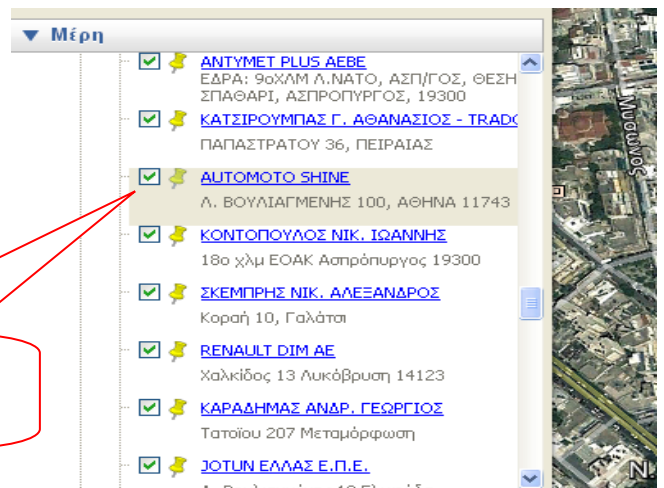 Μέρη
ΑΝΤΥΜΕΤ PLUS ΑΕΒΕ
ΕΔΡΑ: 9οΧΛΜ Λ.ΝΑΤΟ, ΑΣΠ/ΓΟΣ, ΘΕΣΗ
ΣΠΑΘΑΡΙ, ΑΣΠΡΟΠΥΡΓΟΣ, 19300
ΚΑΤΣΙΡΟΥΜΠΑΣ Γ. ΑΘΑΝΑΣΙΟΣ - TRADO
ΠΑΠΑΣΤΡΑΤΟΥ 36, ΠΕΙΡΑΙΑΣ
AUTOMOTO SHINE
Λ. ΒΟΥΛΙΑΓΜΕΝΗΣ 100, ΑΘΗΝΑ 11743
ΚΟΝΤΟΠΟΥΛΟΣ ΝΙΚ. ΙΩΑΝΝΗΣ
18ο χλμ ΕΟΑΚ Ασπρόπυργος 19300
ΣΚΕΜΠΡΗΣ ΝΙΚ. ΑΛΕΞΑΝΔΡΟΣ
Κοραή 10, Γαλάτσι
RENAULT DIM AE
Χαλκίδος 13 Λυκόβρυση 14123
ΚΑΡΑΔΗΜΑΣ ΑΝΔΡ. ΓΕΩΡΓΙΟΣ
Τατοΐου 207 Μεταμόρφωση
JOTUN ΕΛΛΑΣ Ε.Π.Ε.
Μυσωνος
Ν.